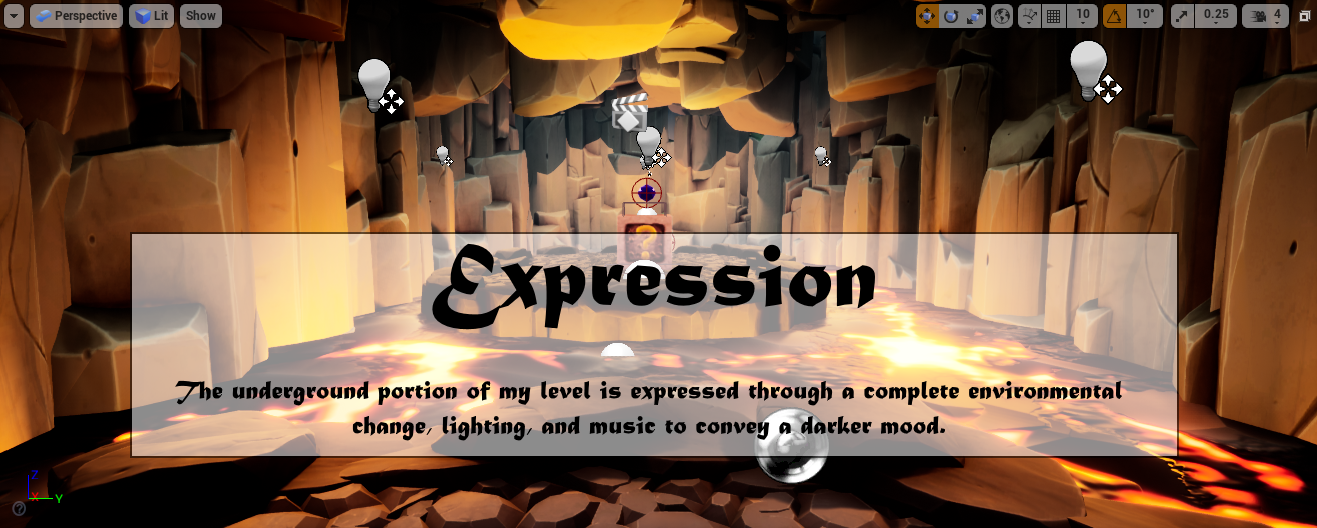 Perspective Lit Show 10 10° 0.25 4
?
Expression
The underground portion of my level is expressed through a complete environmental
change, lighting, and music to convey a darker mood.
Z
X Y
?